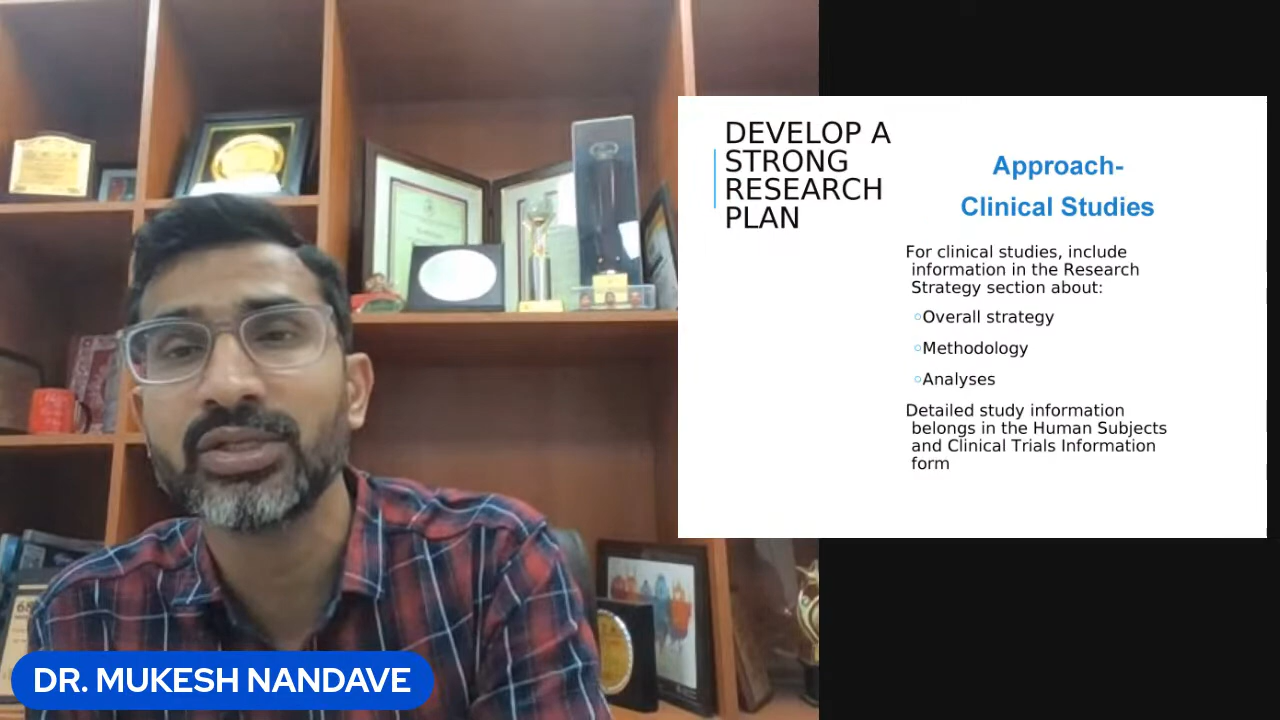 DEVELOP A
STRONG
RESEARCH
PLAN
Approach-
Clinical Studies
For clinical studies, include
information in the Research
Strategy section about:
◦Overall strategy
◦Methodology
◦Analyses
Detailed study information
belongs in the Human Subjects
and Clinical Trials Information
form
DR. MUKESH NANDAVE